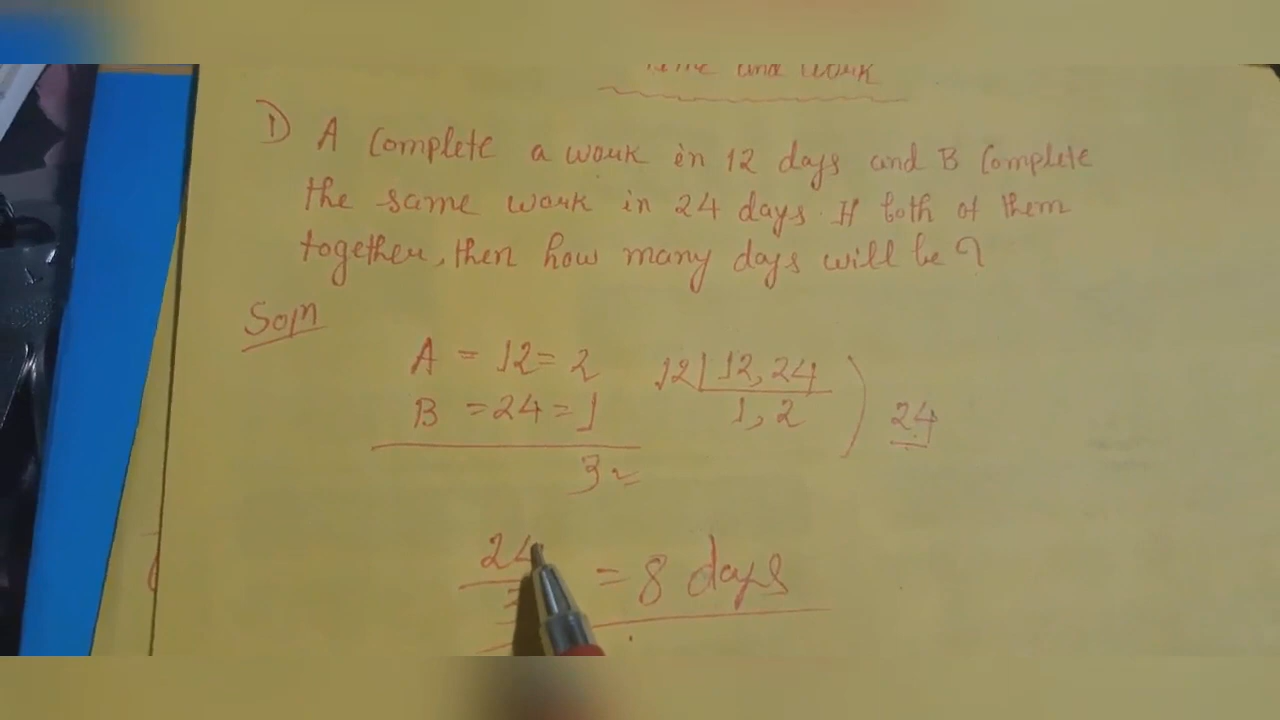 and work
1) A Complete a work in 12 days and B Complete
the same work in 24 days. If both of them
together, then how many days will be ?
Soln
A = 12 = 2
B = 24 = 1
3
12 | 12, 24
1, 2
24
24
= 8 days